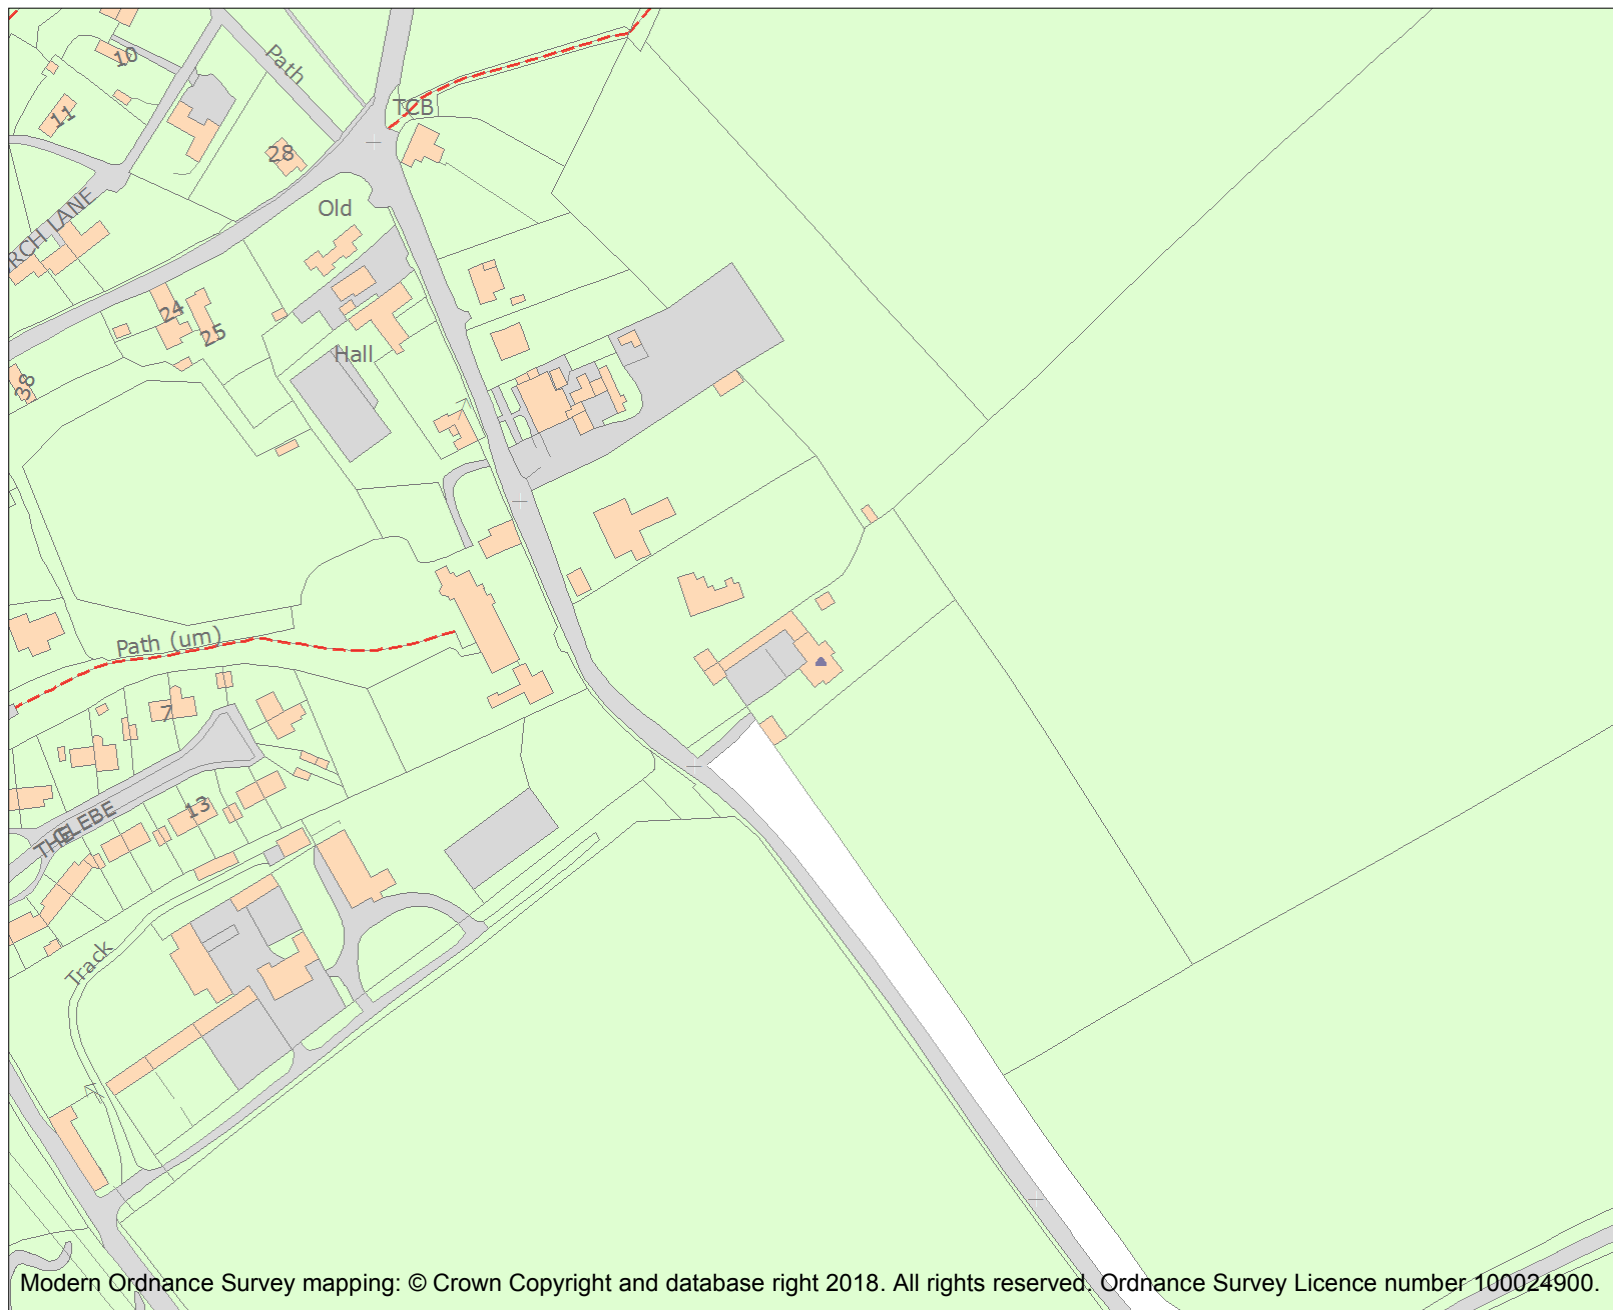 10
Path
TCB
11
28
RCH LANE
Old
24
25
Hall
38
Path (um)
7
13
THE
GLEBE
Track
Modern Ordnance Survey mapping: © Crown Copyright and database right 2018. All rights reserved. Ordnance Survey Licence number 100024900.